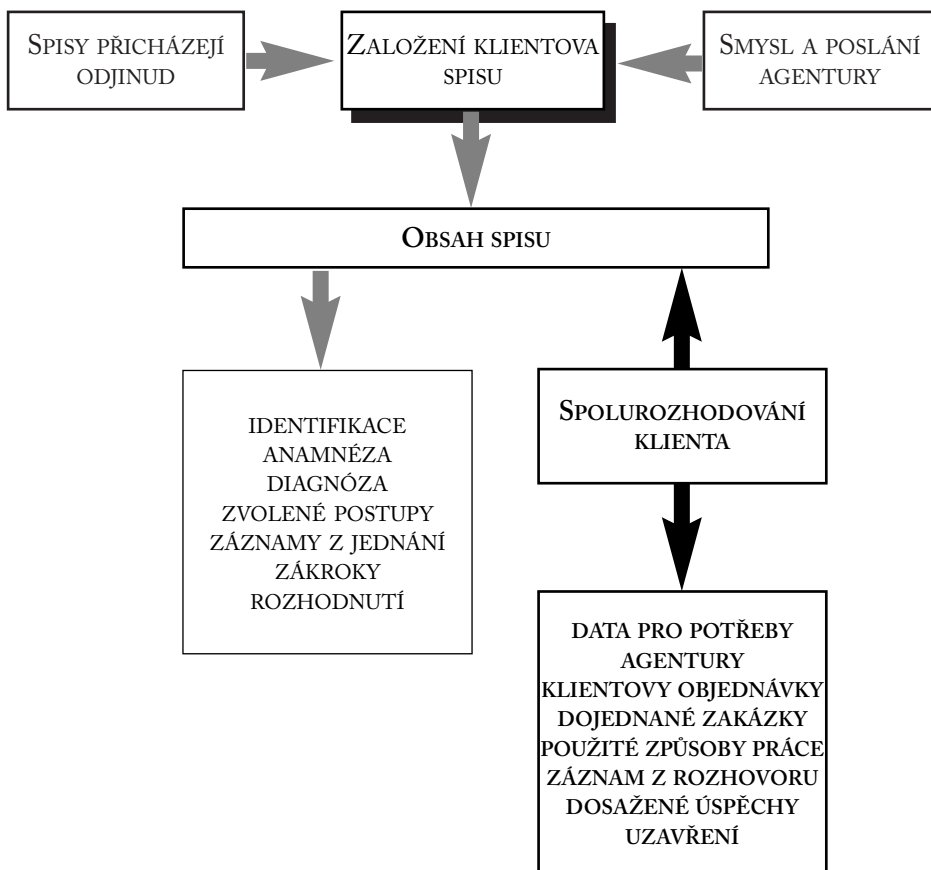 SPISY PŘICHÁZEJÍ
ODJINUD
ZALOŽENÍ KLIENTOVA
SPISU
SMYSL A POSLÁNÍ
AGENTURY
OBSAH SPISU
IDENTIFIKACE
ANAMNÉZA
DIAGNÓZA
ZVOLENÉ POSTUPY
ZÁZNAMY Z JEDNÁNÍ
ZÁKROKY
ROZHODNUTÍ
SPOLUROZHODOVÁNÍ
KLIENTA
DATA PRO POTŘEBY
AGENTURY
KLIENTOVY OBJEDNÁVKY
DOJEDNANÉ ZAKÁZKY
POUŽITÉ ZPŮSOBY PRÁCE
ZÁZNAM Z ROZHOVORU
DOSAŽENÉ ÚSPĚCHY
UZAVŘENÍ